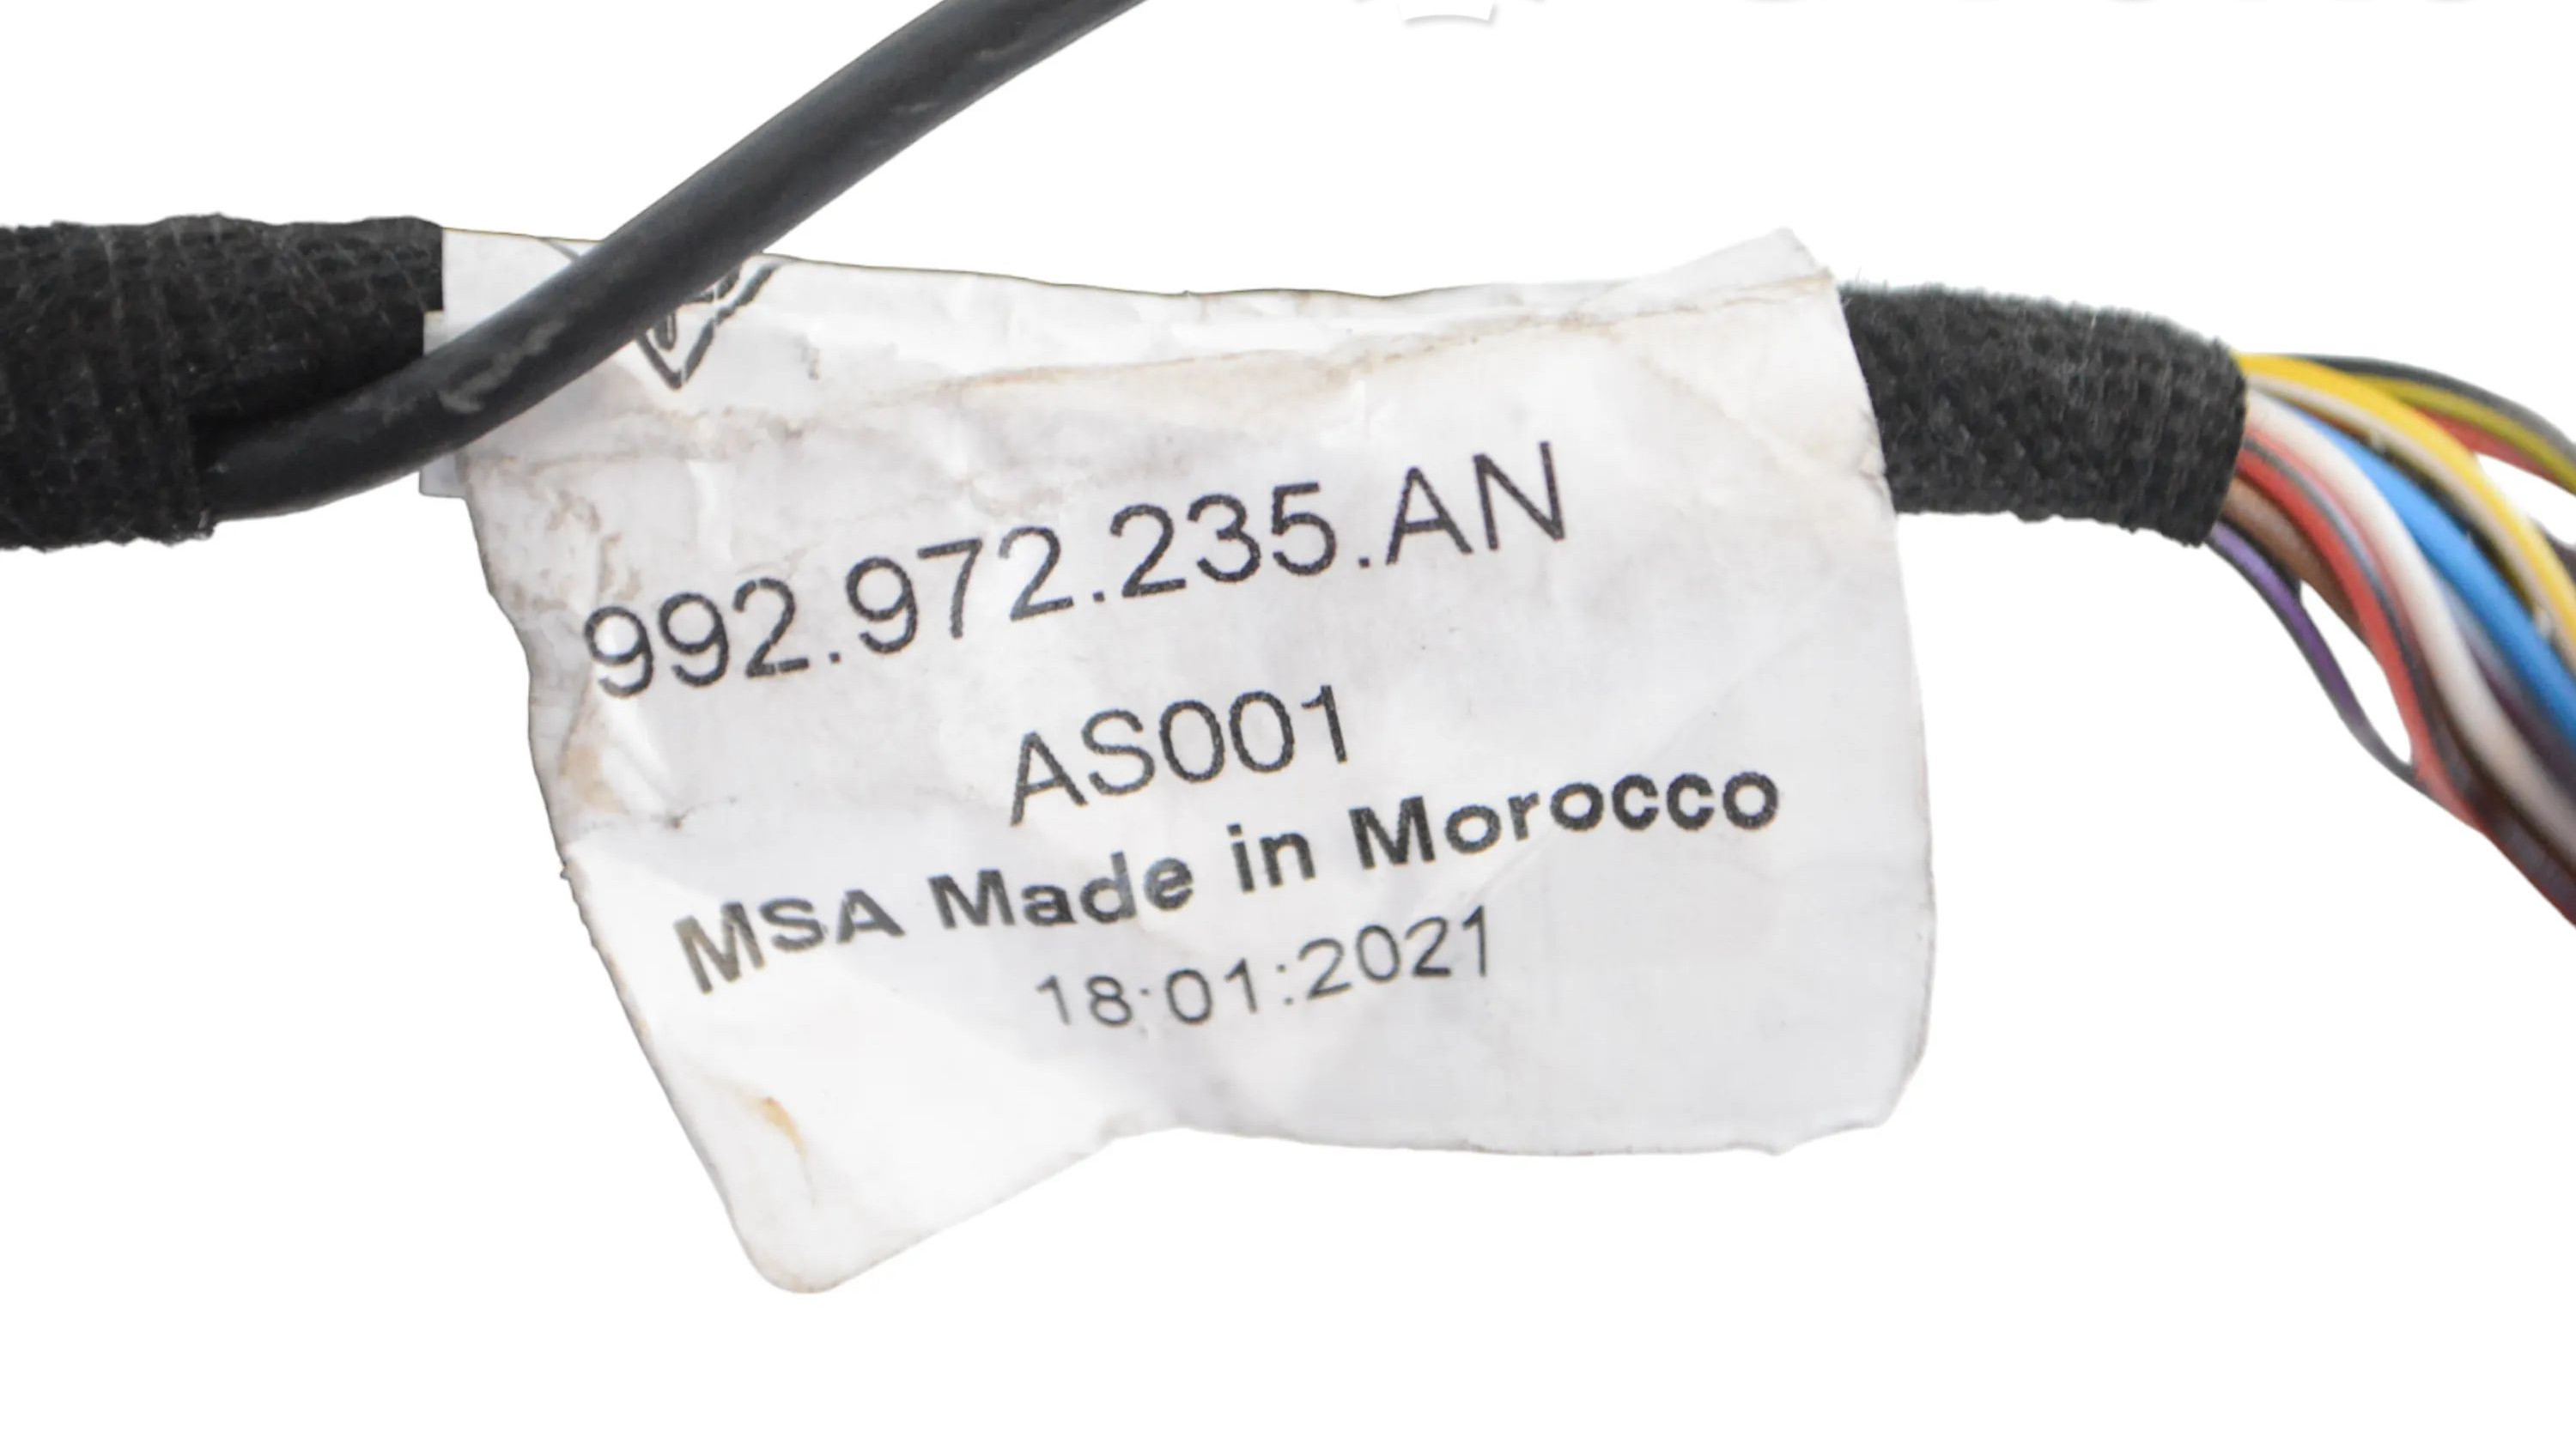 992.972.235.AN
AS001
MSA Made in Morocco
18:01:2021